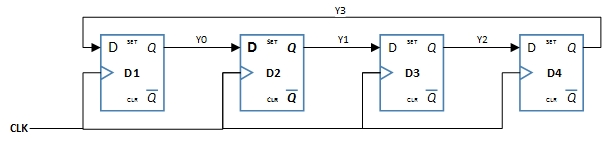 Y3
D SET Q Y0 D SET Q Y1 D SET Q Y2 D SET Q
D1 D2 D3 D4
CLR Q CLR Q CLR Q CLR Q
CLK